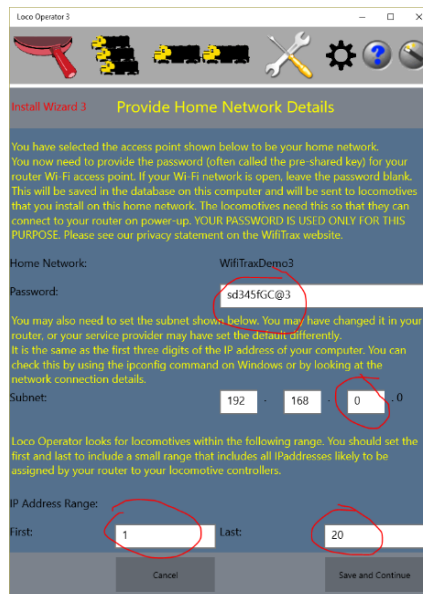 Loco Operator 3
Install Wizard 3 Provide Home Network Details
You have selected the access point shown below to be your home network.
You now need to provide the password (often called the pre-shared key) for your
router Wi-Fi access point. If your Wi-Fi network is open, leave the password blank.
This will be saved in the database on this computer and will be sent to locomotives
that you install on this home network. The locomotives need this so that they can
connect to your router on power-up. YOUR PASSWORD IS USED ONLY FOR THIS
PURPOSE. Please see our privacy statement on the WifiTrax website.
Home Network: WifiTraxDemo3
Password: sd345fGC@3
You may also need to set the subnet shown below. You may have changed it in your
router, or your service provider may have set the default differently.
It is the same as the first three digits of the IP address of your computer. You can
check this by using the ipconfig command on Windows or by looking at the
network connection details.
Subnet: 192 . 168 . 0 . 0
Loco Operator looks for locomotives within the following range. You should set the
first and last to include a small range that includes all IPaddresses likely to be
assigned by your router to your locomotive controllers.
IP Address Range:
First: 1 Last: 20
Cancel Save and Continue